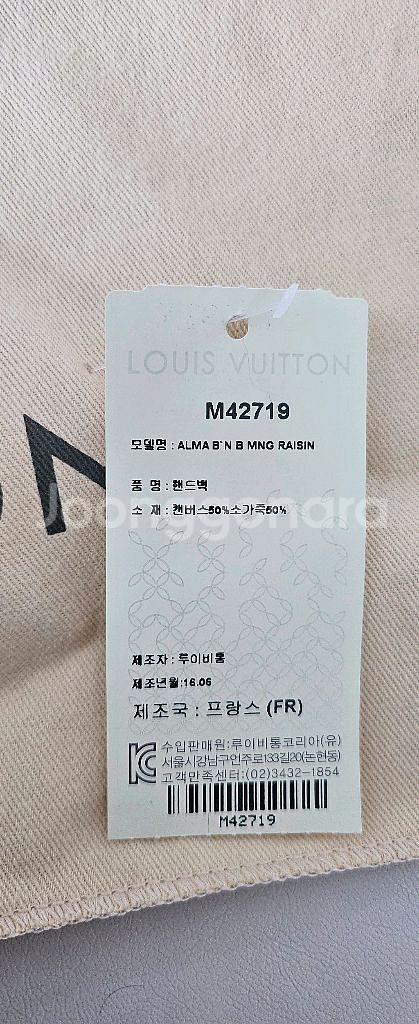 LOUIS VUITTON
M42719
모델명 : ALMA B`N B MNG RAISIN
품 명 : 핸드백
ON
Joonggonara
소 재 : 캔버스50%소가죽50%
제조자 : 루이비통
제조년월:16.06
제조국 : 프랑스 (FR)
수입판매원:루이비통코리아(유)
서울시강남구언주로133길20(논현동)
고객만족센터:(02)3432-1854
M42719